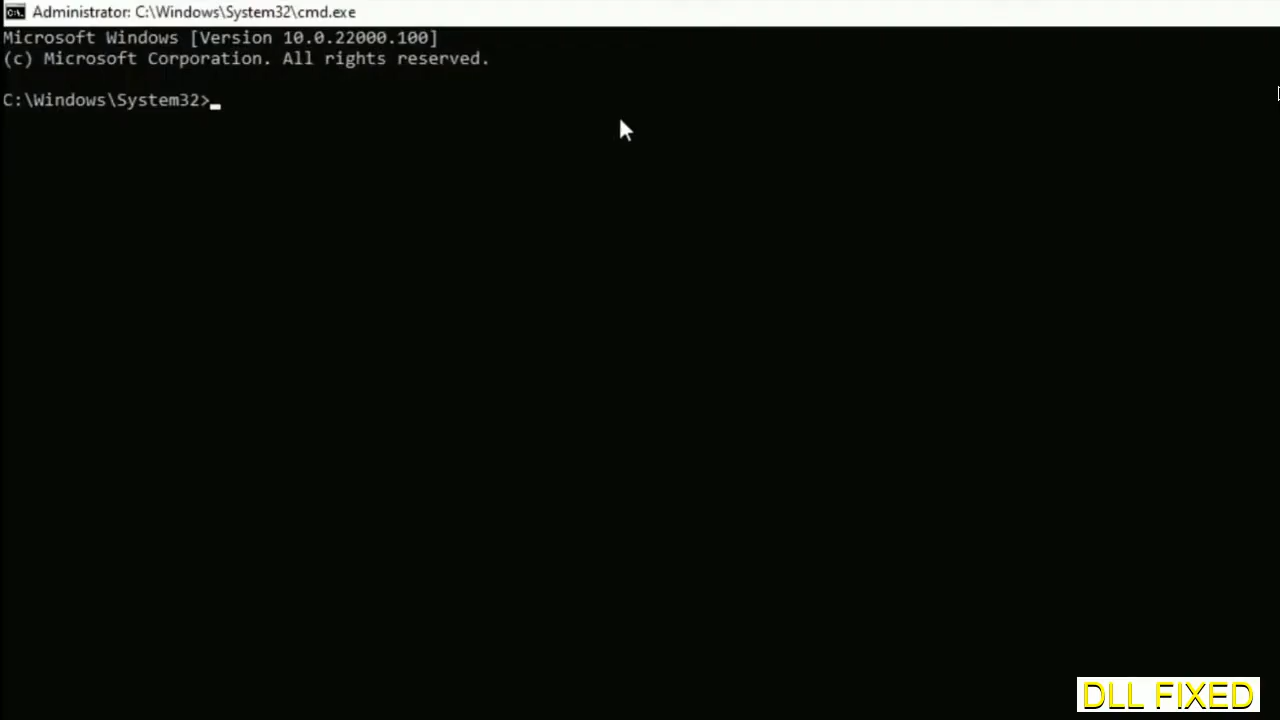 Administrator: C:\Windows\System32\cmd.exe
Microsoft Windows [Version 10.0.22000.100]
(c) Microsoft Corporation. All rights reserved.
C:\Windows\System32>
DLL FIXED